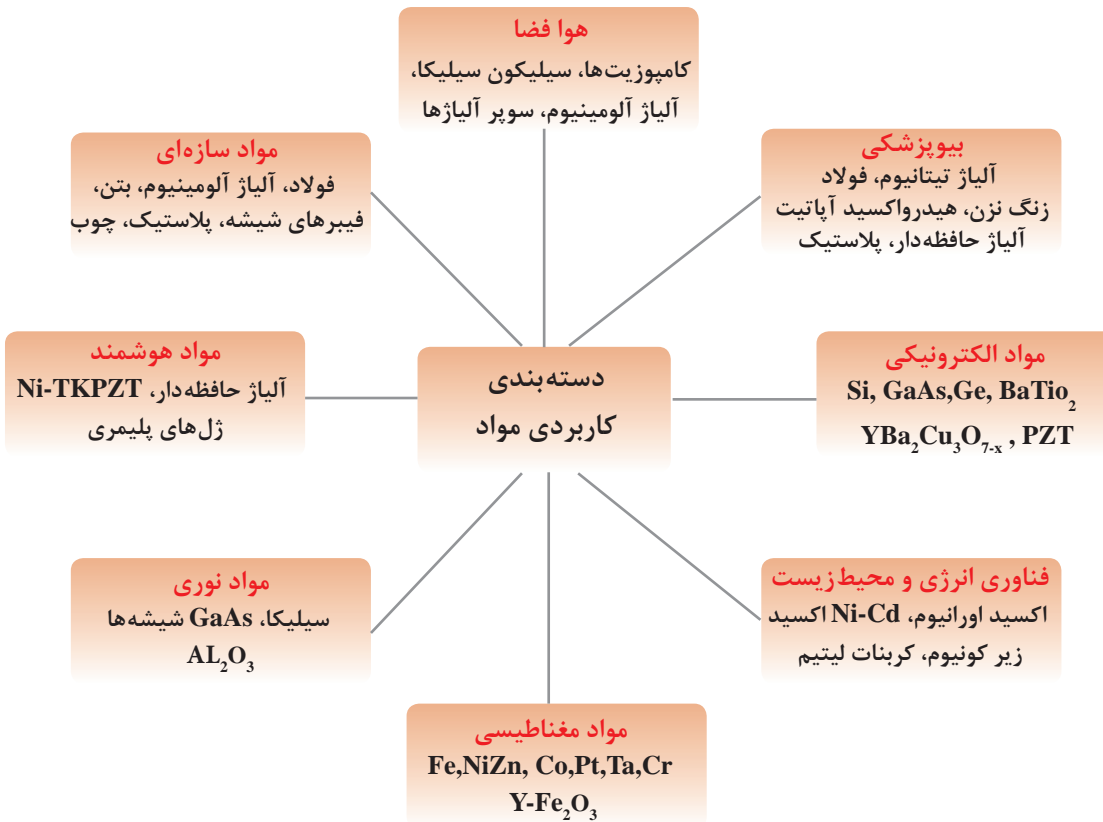 هوا فضا
کامپوزیت‌ها، سیلیکون سیلیکا،
آلیاژ آلومینیوم، سوپر آلیاژها
بیوپزشکی
آلیاژ تیتانیوم، فولاد
زنگ نزن، هیدرواکسید آپاتیت
آلیاژ حافظه‌دار، پلاستیک
مواد سازه‌ای
فولاد، آلیاژ آلومینیوم، بتن،
فیبرهای شیشه، پلاستیک، چوب
دسته‌بندی
کاربردی مواد
مواد الکترونیکی
Si, GaAs,Ge, BaTio₂
YBa₂Cu₃O₇₋ₓ , PZT
مواد هوشمند
آلیاژ حافظه‌دار، Ni-TKPZT
ژل‌های پلیمری
فناوری انرژی و محیط‌زیست
اکسید اورانیوم، Ni-Cd اکسید
زیر کونیوم، کربنات لیتیم
مواد نوری
سیلیکا، GaAs شیشه‌ها
AL₂O₃
مواد مغناطیسی
Fe,NiZn, Co,Pt,Ta,Cr
Y-Fe₂O₃